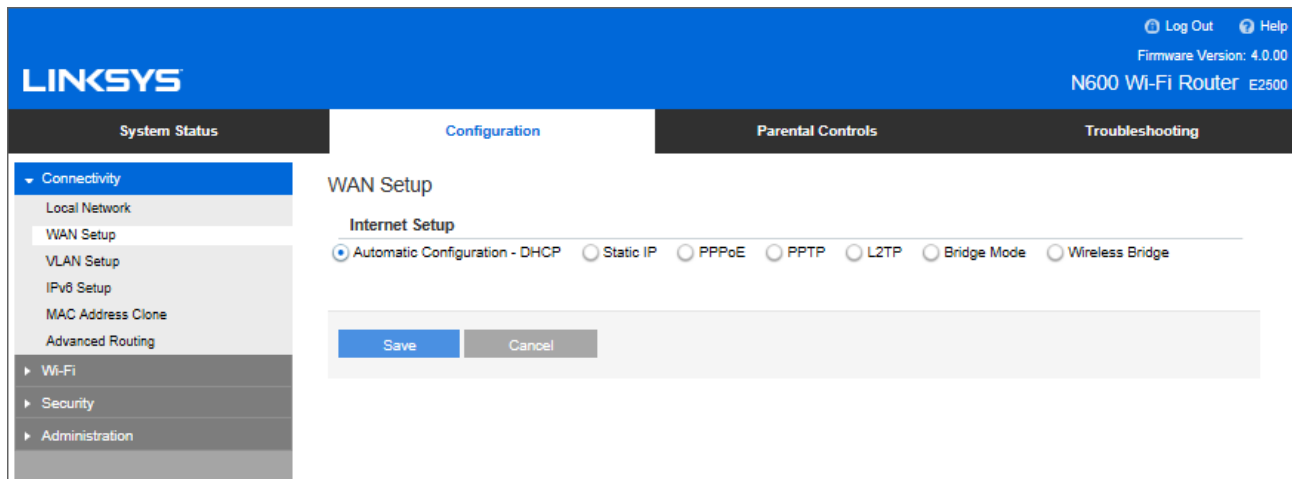 Log Out Help
Firmware Version: 4.0.00
LINKSYS
N600 Wi-Fi Router E2500
System Status Configuration Parental Controls Troubleshooting
Connectivity
Local Network
WAN Setup
VLAN Setup
IPv6 Setup
MAC Address Clone
Advanced Routing
Wi-Fi
Security
Administration
WAN Setup
Internet Setup
Automatic Configuration - DHCP Static IP PPPoE PPTP L2TP Bridge Mode Wireless Bridge
Save Cancel